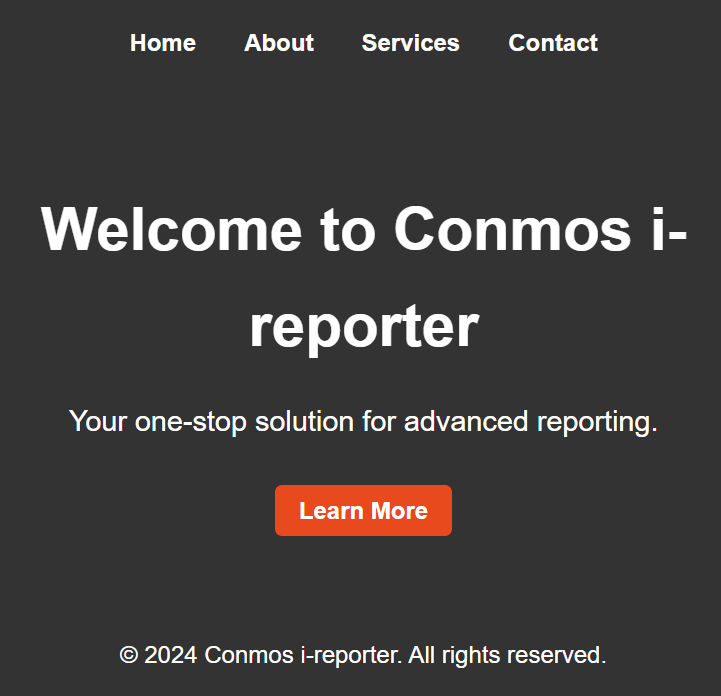 Home About Services Contact
Welcome to Conmos i-
reporter
Your one-stop solution for advanced reporting.
Learn More
© 2024 Conmos i-reporter. All rights reserved.